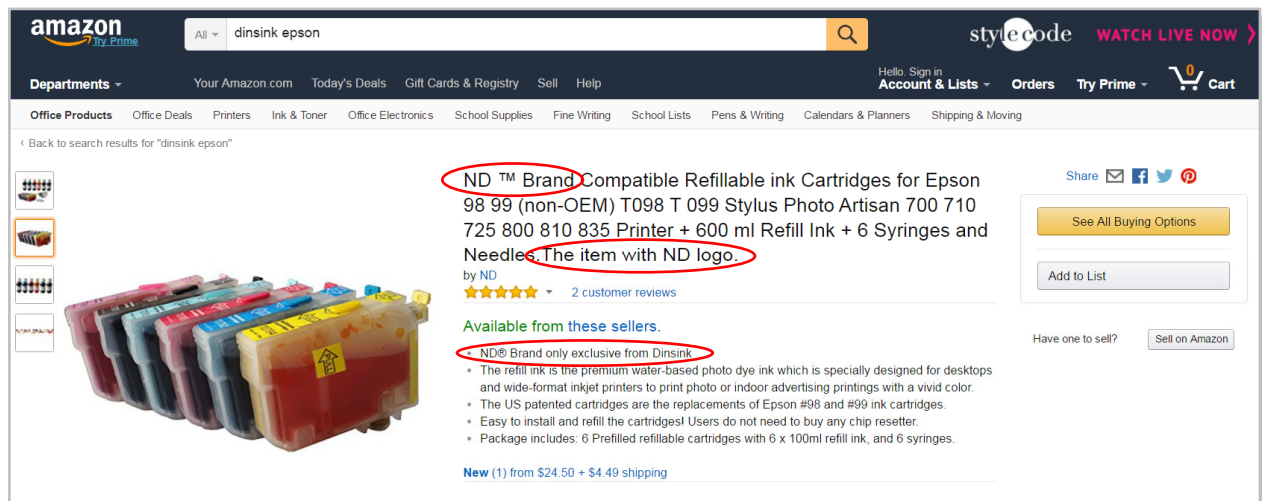 amazon
Try Prime
All
dinsink epson
stylecode
WATCH LIVE NOW
Departments
Your Amazon.com Today's Deals Gift Cards & Registry Sell Help
Hello. Sign in
Account & Lists
Orders
Try Prime
0
Cart
Office Products Office Deals Printers Ink & Toner Office Electronics School Supplies Fine Writing School Lists Pens & Writing Calendars & Planners Shipping & Moving
‹ Back to search results for "dinsink epson"
ND ™ Brand Compatible Refillable ink Cartridges for Epson
98 99 (non-OEM) T098 T 099 Stylus Photo Artisan 700 710
725 800 810 835 Printer + 600 ml Refill Ink + 6 Syringes and
Needles.The item with ND logo.
by ND
2 customer reviews
Available from these sellers.
ND® Brand only exclusive from Dinsink
The refill ink is the premium water-based photo dye ink which is specially designed for desktops
and wide-format inkjet printers to print photo or indoor advertising printings with a vivid color.
The US patented cartridges are the replacements of Epson #98 and #99 ink cartridges.
Easy to install and refill the cartridges! Users do not need to buy any chip resetter.
Package includes: 6 Prefilled refillable cartridges with 6 x 100ml refill ink, and 6 syringes.
New (1) from $24.50 + $4.49 shipping
Share
See All Buying Options
Add to List
Have one to sell?
Sell on Amazon